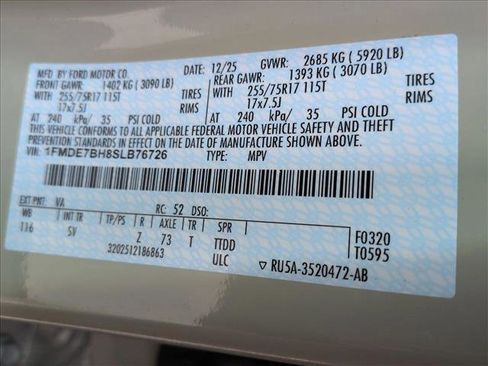 MFD BY FORD MOTOR CO. 12/25 GVWR: 2685 KG (5920 LB)
FRONT GAWR: 1402 KG (3090 LB) REAR GAWR: 1393 KG (3070 LB)
WITH 255/75R17 115T TIRES WITH 255/75R17 115T TIRES
17x7.5J RIMS 17x7.5J RIMS
AT 240 kPa/ 35 PSI COLD AT 240 kPa/ 35 PSI COLD
THIS VEHICLE CONFORMS TO ALL APPLICABLE FEDERAL MOTOR VEHICLE SAFETY AND THEFT
PREVENTION STANDARDS IN EFFECT ON THE DATE OF MANUFACTURE SHOWN ABOVE.
VIN: 1FMDE7BH8SLB76726 TYPE: MPV
EXT PNT: VA RC: 52 DSO:
WB INT TR TP/PS R AXLE TR SPR F0320
116 SV Z 73 T TTDD T0595
3202512186863 ULC ▽ RU5A-3520472-AB